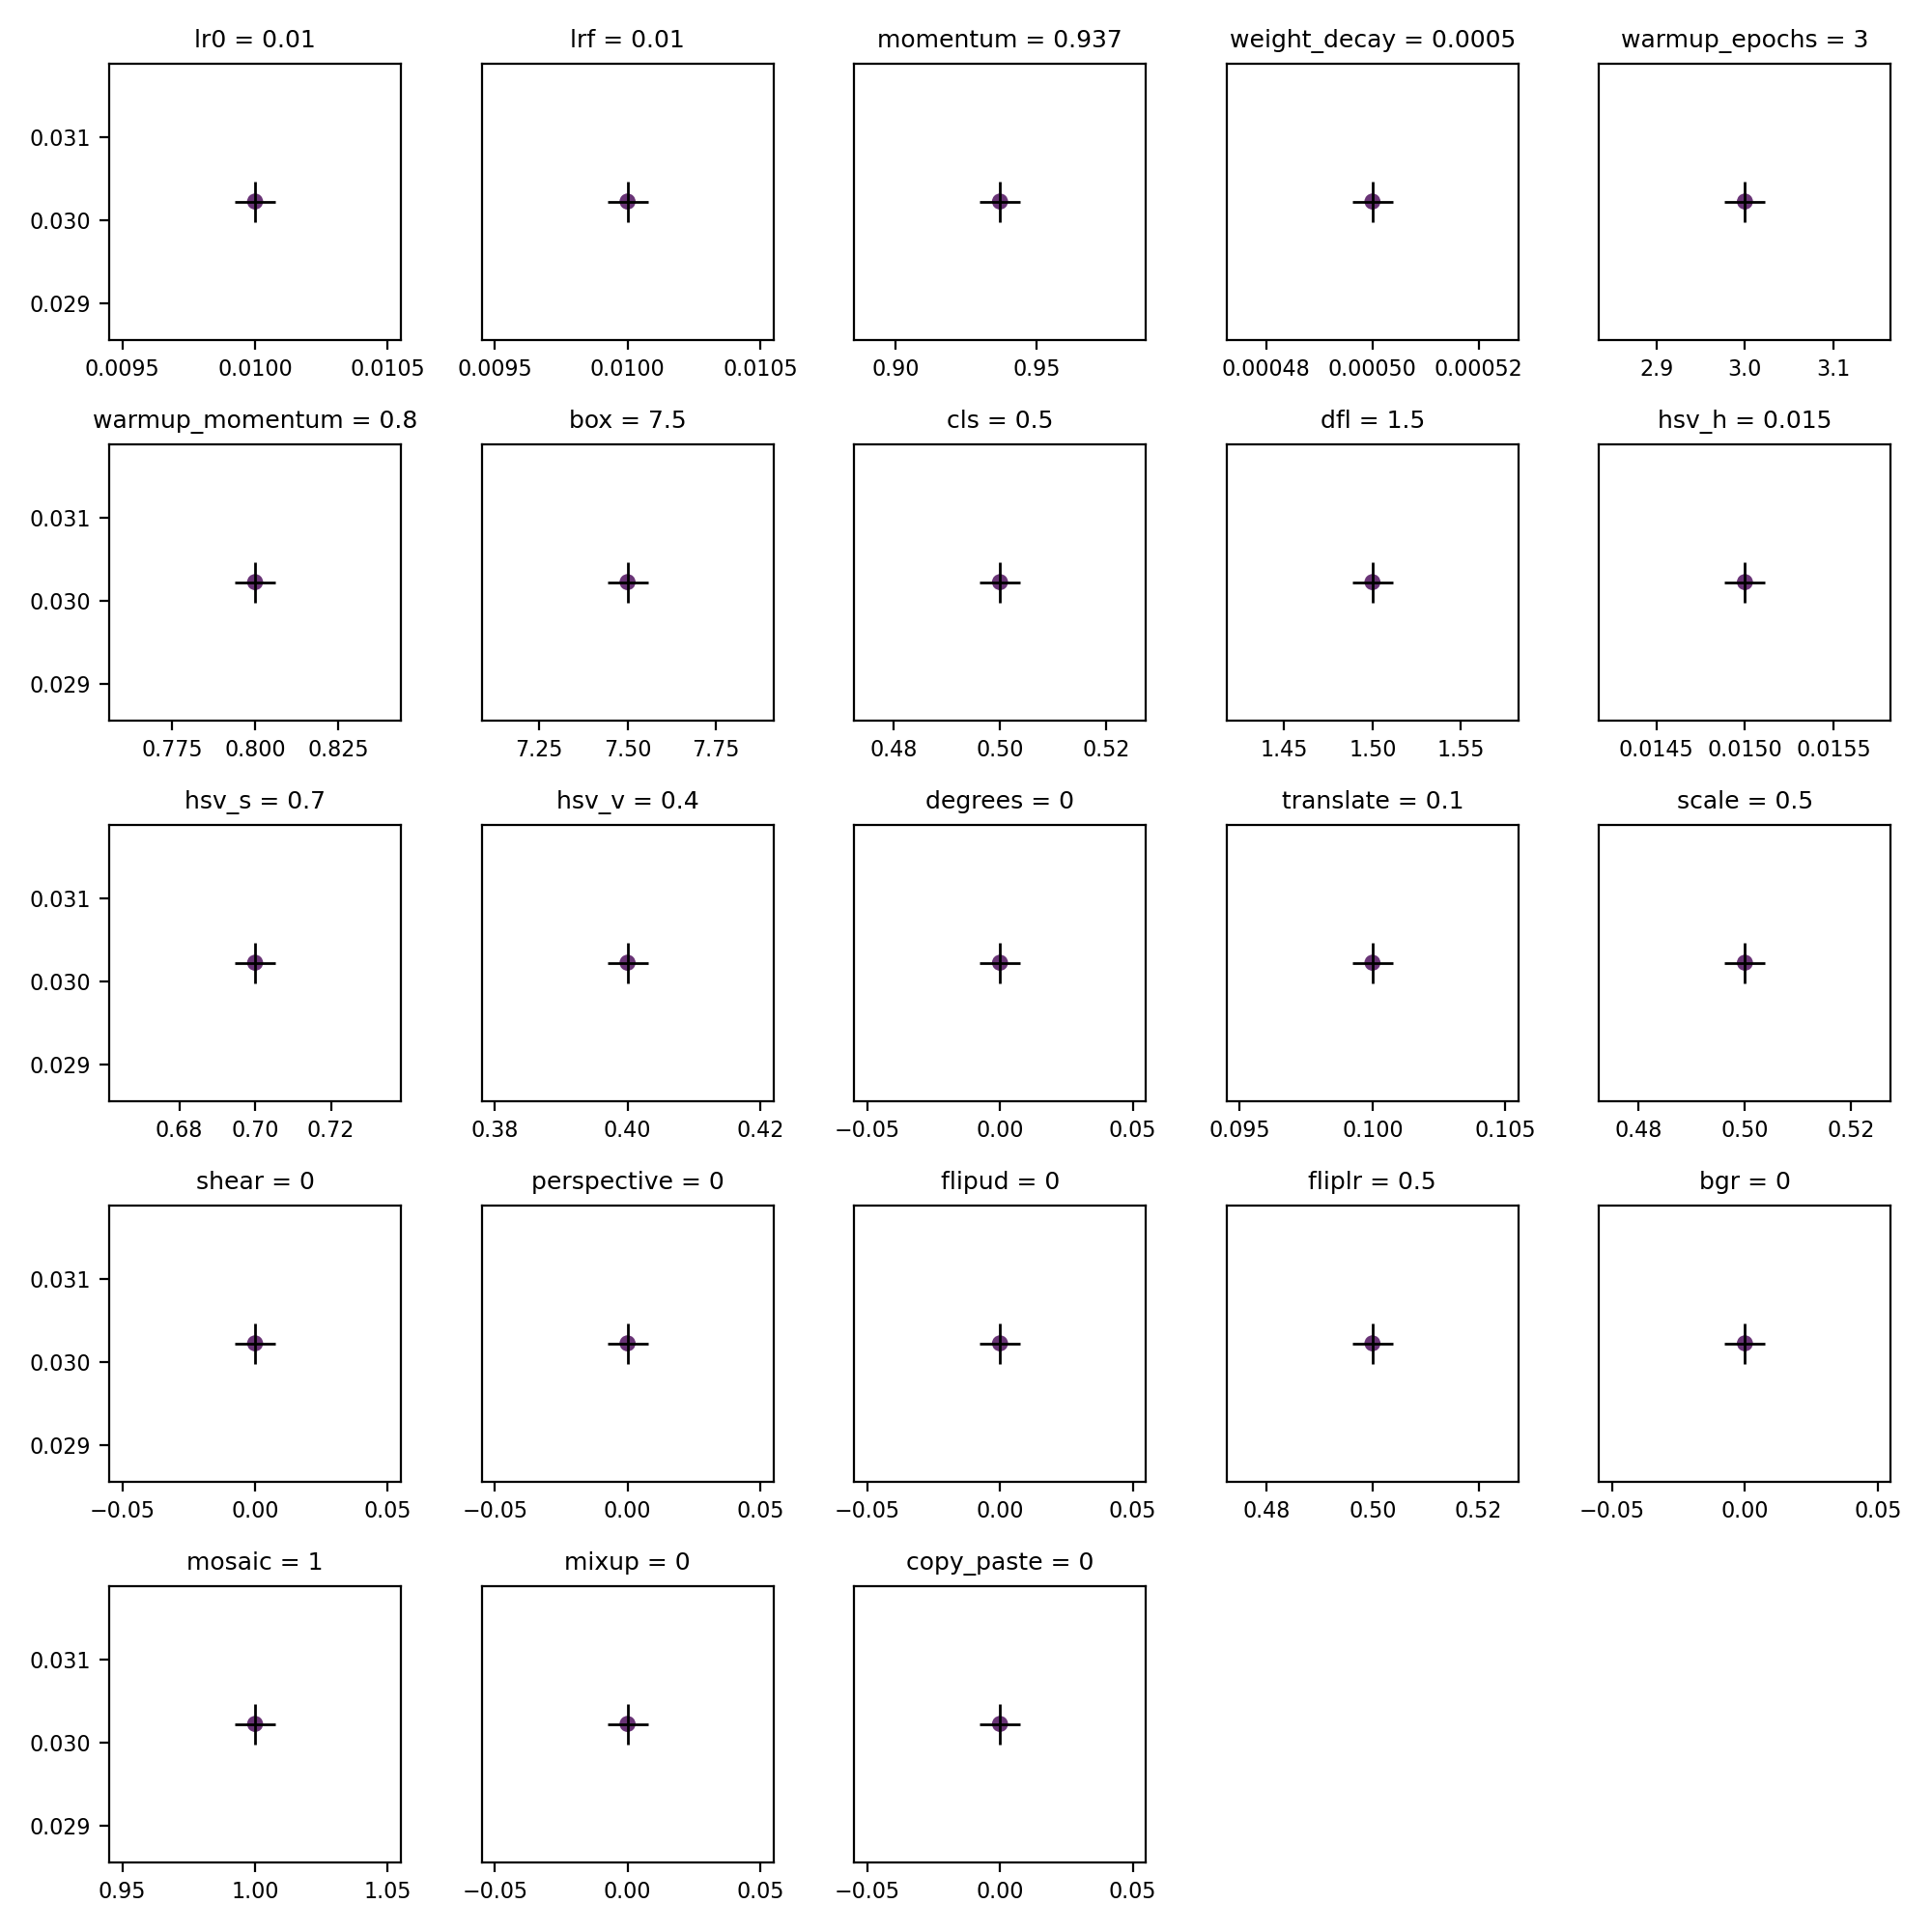 lr0 = 0.01 lrf = 0.01 momentum = 0.937 weight_decay = 0.0005 warmup_epochs = 3
0.031
0.030
0.029
0.0095 0.0100 0.0105 0.0095 0.0100 0.0105 0.90 0.95 0.00048 0.00050 0.00052 2.9 3.0 3.1
warmup_momentum = 0.8 box = 7.5 cls = 0.5 dfl = 1.5 hsv_h = 0.015
0.031
0.030
0.029
0.775 0.800 0.825 7.25 7.50 7.75 0.48 0.50 0.52 1.45 1.50 1.55 0.0145 0.0150 0.0155
hsv_s = 0.7 hsv_v = 0.4 degrees = 0 translate = 0.1 scale = 0.5
0.031
0.030
0.029
0.68 0.70 0.72 0.38 0.40 0.42 −0.05 0.00 0.05 0.095 0.100 0.105 0.48 0.50 0.52
shear = 0 perspective = 0 flipud = 0 fliplr = 0.5 bgr = 0
0.031
0.030
0.029
−0.05 0.00 0.05 −0.05 0.00 0.05 −0.05 0.00 0.05 0.48 0.50 0.52 −0.05 0.00 0.05
mosaic = 1 mixup = 0 copy_paste = 0
0.031
0.030
0.029
0.95 1.00 1.05 −0.05 0.00 0.05 −0.05 0.00 0.05